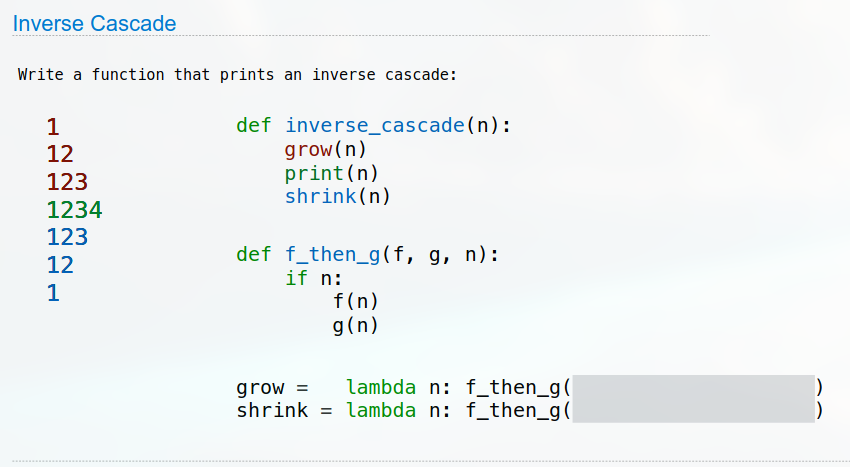 Inverse Cascade
Write a function that prints an inverse cascade:
1
12
123
1234
123
12
1
def inverse_cascade(n):
    grow(n)
    print(n)
    shrink(n)
def f_then_g(f, g, n):
    if n:
        f(n)
        g(n)
grow =   lambda n: f_then_g(                    )
shrink = lambda n: f_then_g(                    )